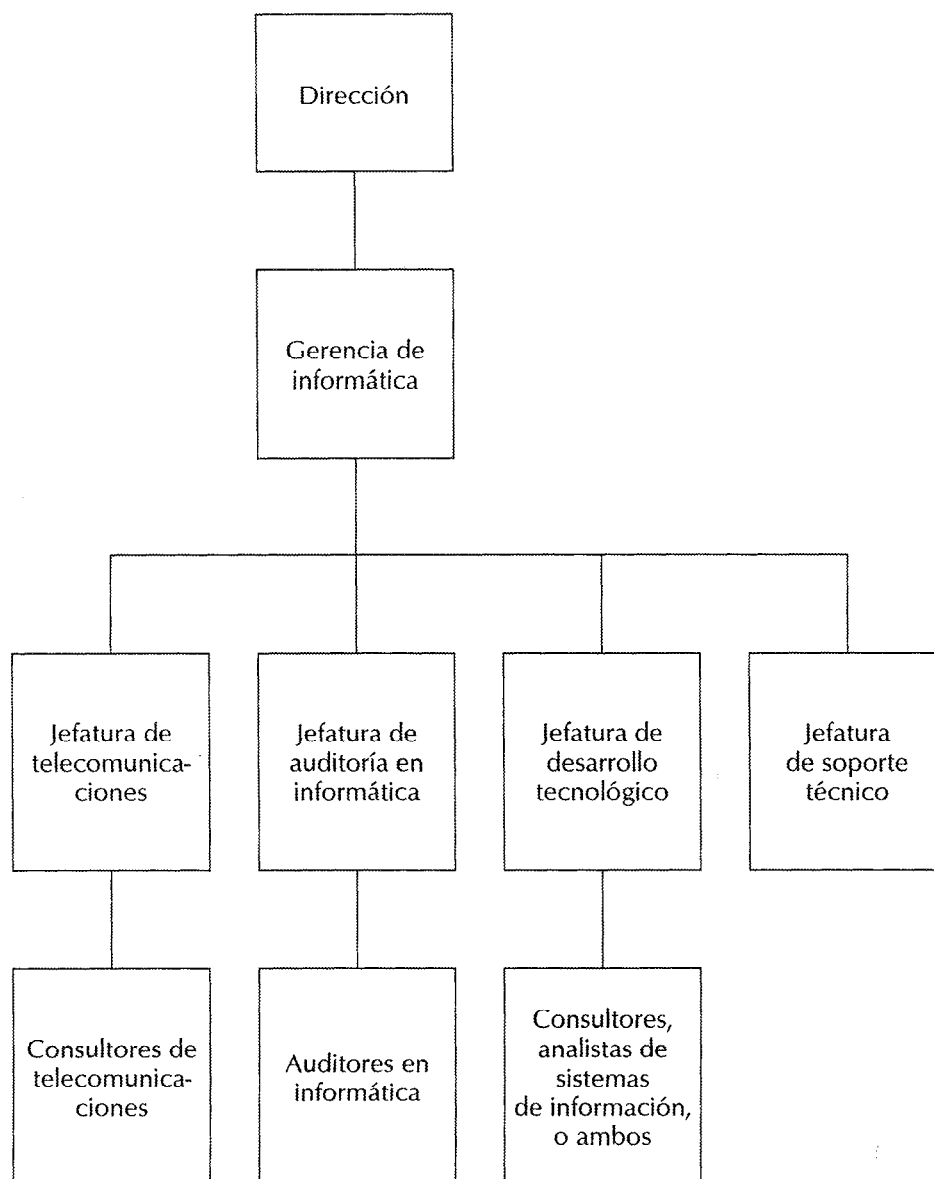 Dirección
Gerencia de
informática
Jefatura de
telecomunica-
ciones
Jefatura de
auditoría en
informática
Jefatura de
desarrollo
tecnológico
Jefatura
de soporte
técnico
Consultores de
telecomunica-
ciones
Auditores en
informática
Consultores,
analistas de
sistemas
de información,
o ambos